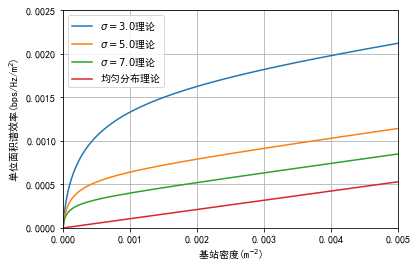 0.0025
0.0020
0.0015
0.0010
0.0005
0.0000
单位面积谱效率(bps/Hz/m²)
σ = 3.0理论
σ = 5.0理论
σ = 7.0理论
均匀分布理论
0.000 0.001 0.002 0.003 0.004 0.005
基站密度(m⁻²)